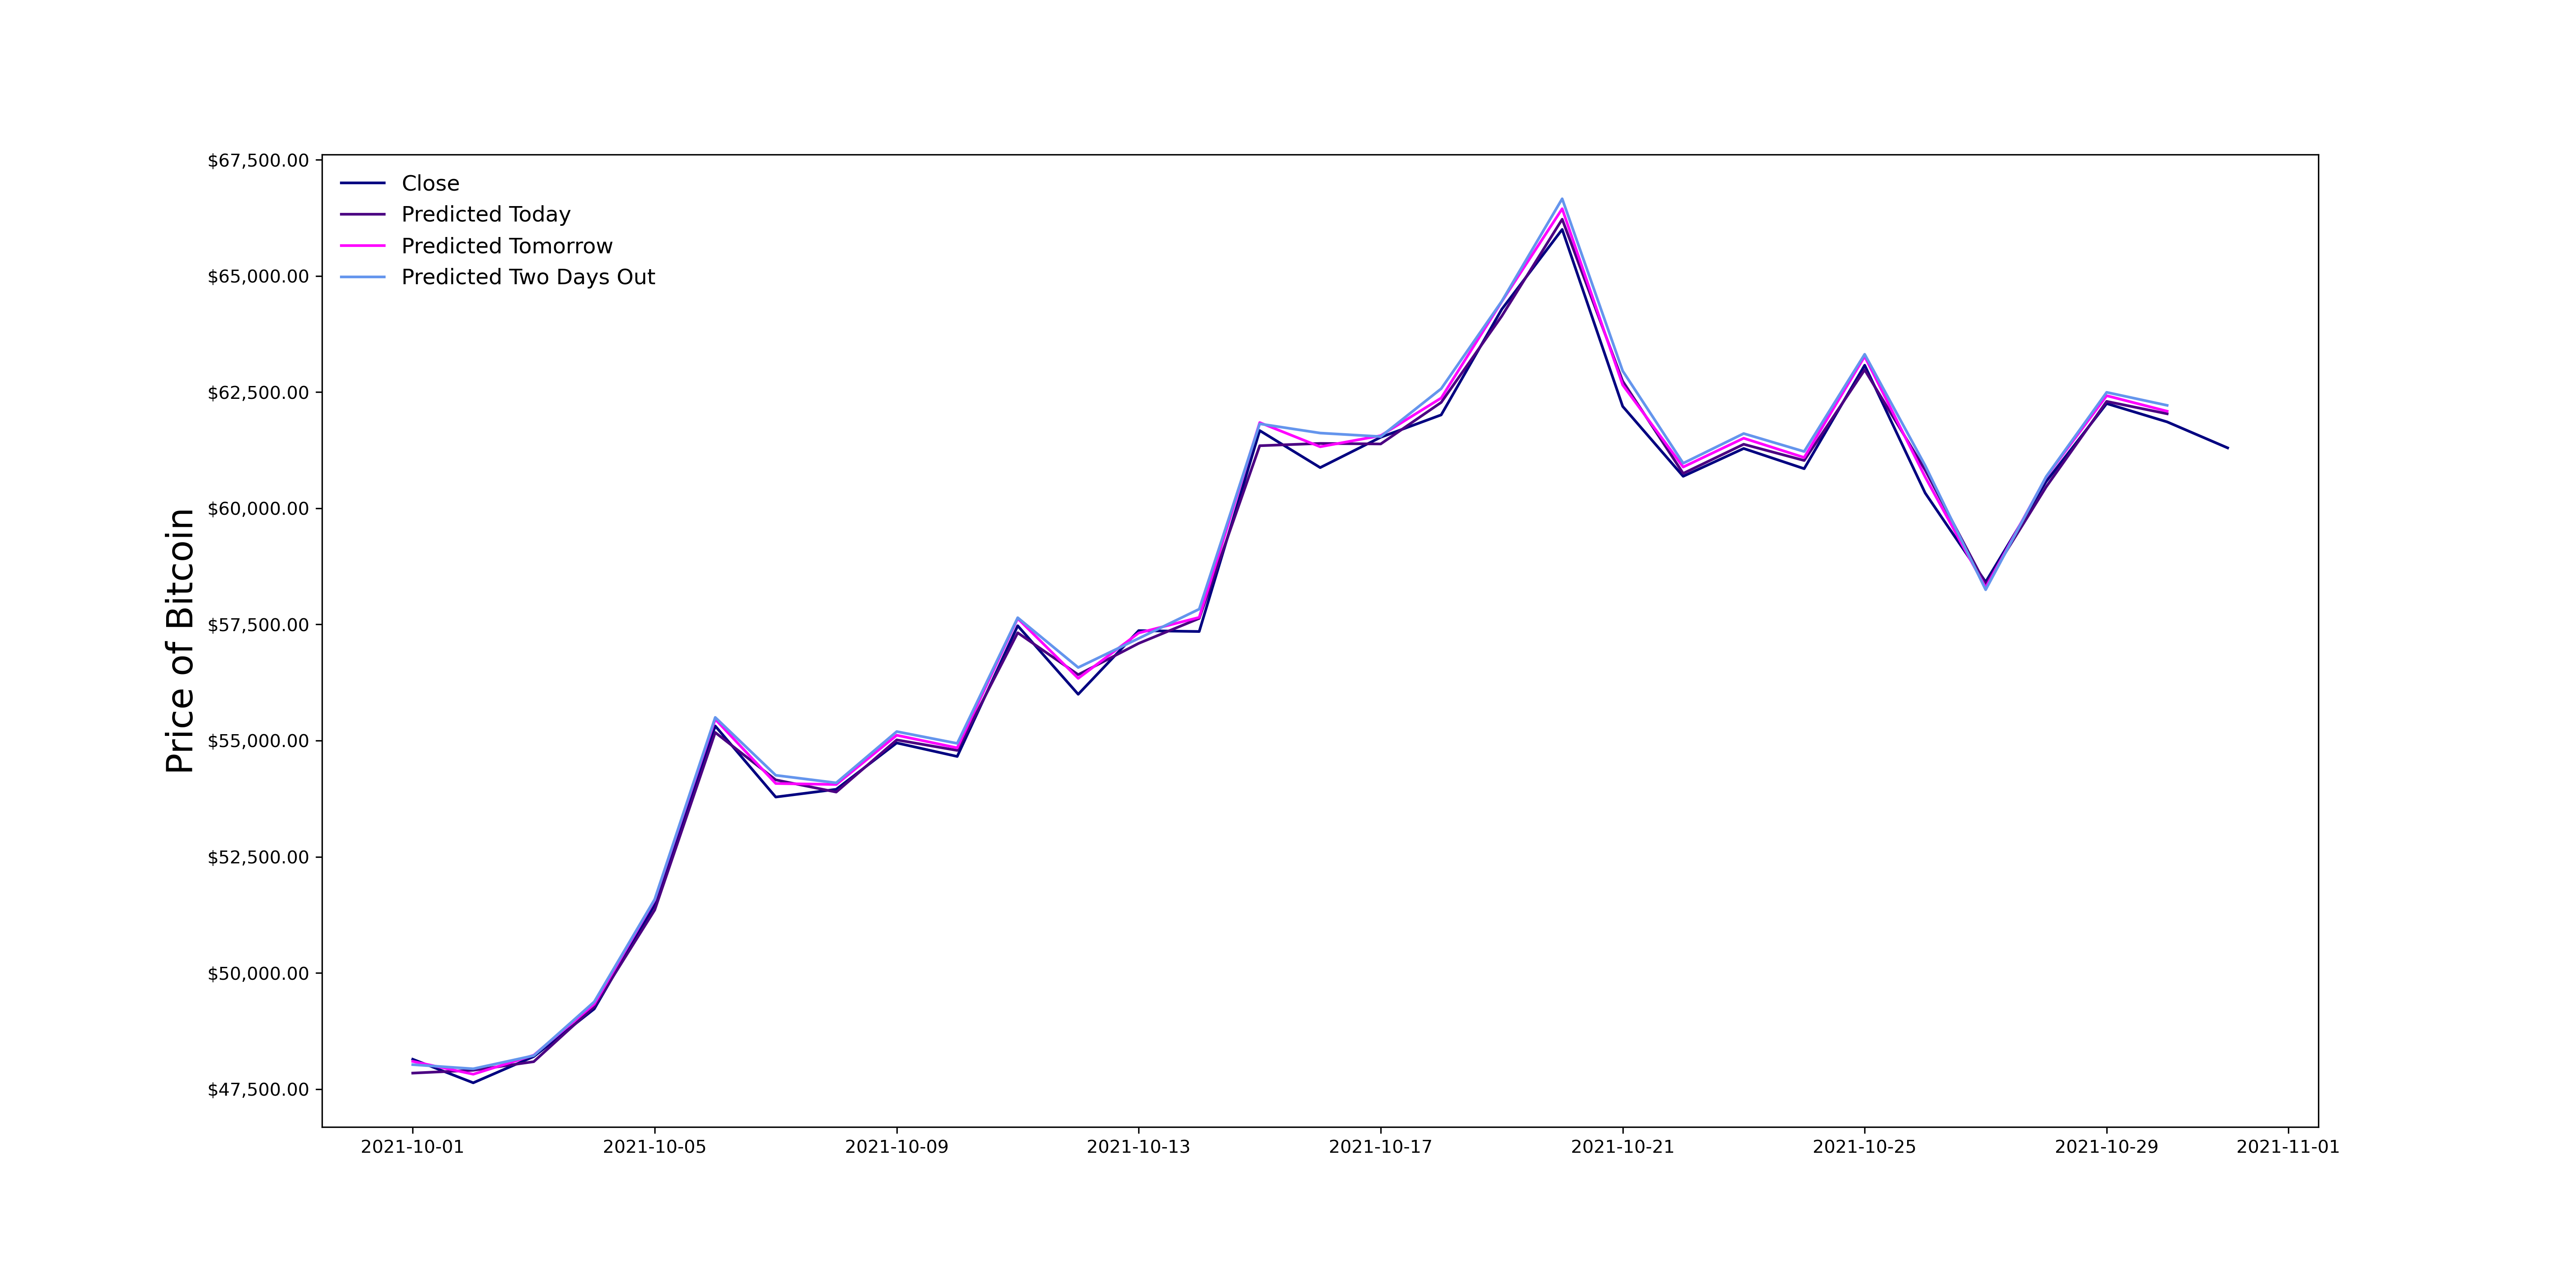 $67,500.00
$65,000.00
$62,500.00
$60,000.00
$57,500.00
$55,000.00
$52,500.00
$50,000.00
$47,500.00
Price of Bitcoin
Close
Predicted Today
Predicted Tomorrow
Predicted Two Days Out
2021-10-01 2021-10-05 2021-10-09 2021-10-13 2021-10-17 2021-10-21 2021-10-25 2021-10-29 2021-11-01